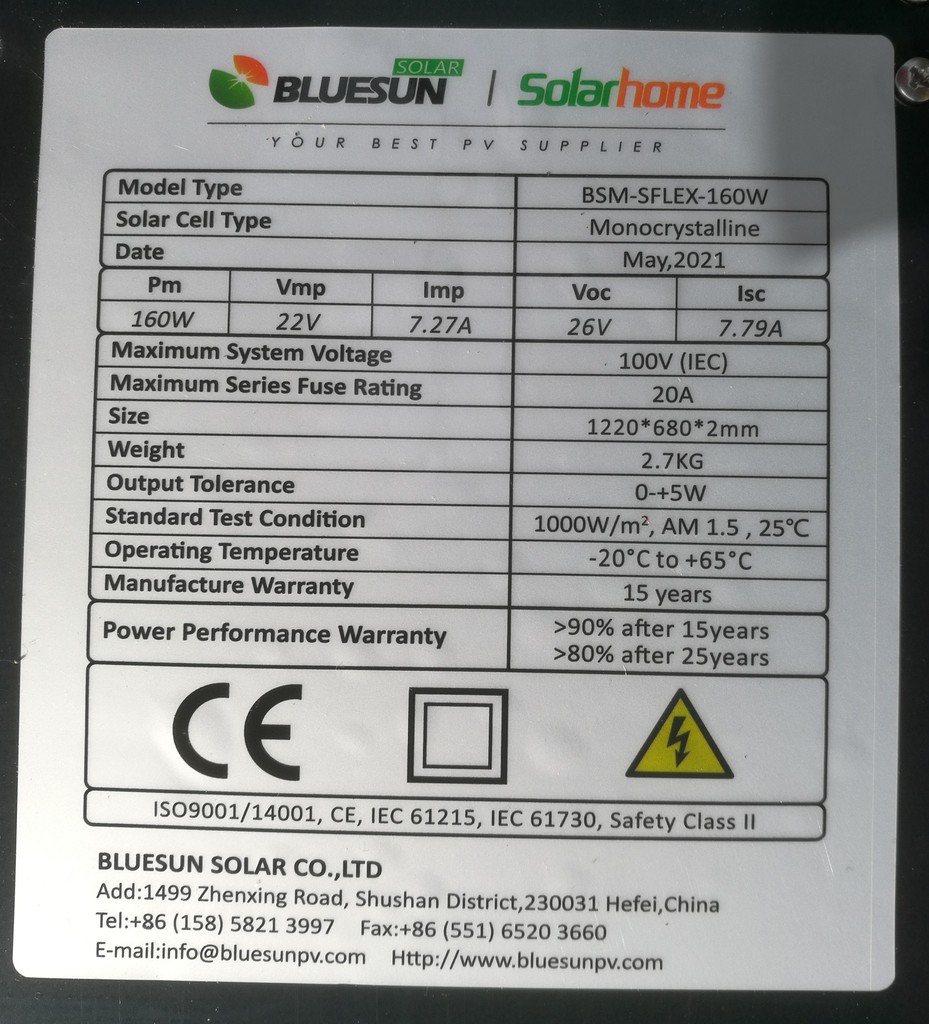 BLUESUN SOLAR | Solarhome
YOUR BEST PV SUPPLIER
Model Type BSM-SFLEX-160W
Solar Cell Type Monocrystalline
Date May,2021
Pm Vmp Imp Voc Isc
160W 22V 7.27A 26V 7.79A
Maximum System Voltage 100V (IEC)
Maximum Series Fuse Rating 20A
Size 1220*680*2mm
Weight 2.7KG
Output Tolerance 0-+5W
Standard Test Condition 1000W/m², AM 1.5 , 25℃
Operating Temperature -20°C to +65°C
Manufacture Warranty 15 years
Power Performance Warranty >90% after 15years
>80% after 25years
CE
ISO9001/14001, CE, IEC 61215, IEC 61730, Safety Class II
BLUESUN SOLAR CO.,LTD
Add:1499 Zhenxing Road, Shushan District,230031 Hefei,China
Tel:+86 (158) 5821 3997 Fax:+86 (551) 6520 3660
E-mail:info@bluesunpv.com Http://www.bluesunpv.com